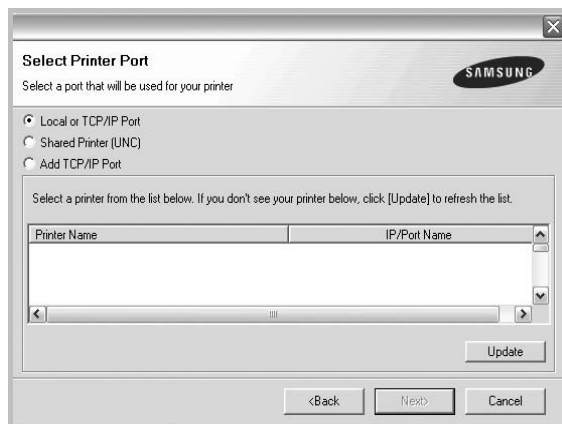 Select Printer Port
Select a port that will be used for your printer
SAMSUNG
Local or TCP/IP Port
Shared Printer (UNC)
Add TCP/IP Port
Select a printer from the list below. If you don't see your printer below, click [Update] to refresh the list.
Printer Name IP/Port Name
Update
<Back Next> Cancel